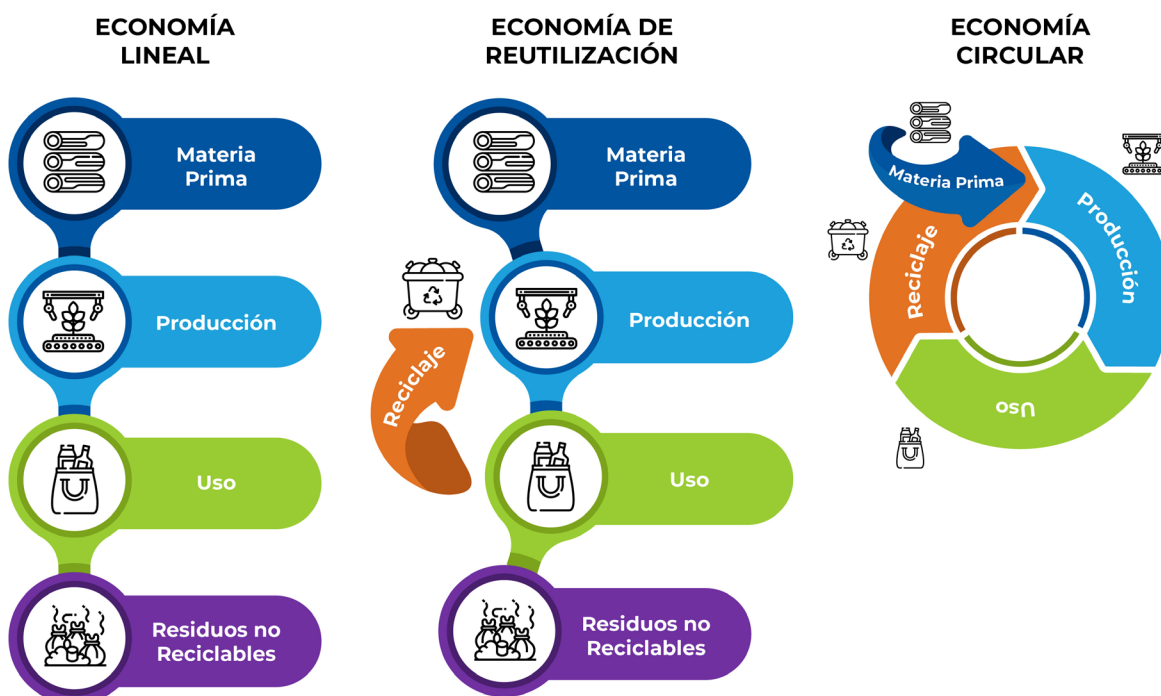 ECONOMÍA
LINEAL
Materia
Prima
Producción
Uso
Residuos no
Reciclables
ECONOMÍA DE
REUTILIZACIÓN
Materia
Prima
Reciclaje
Producción
Uso
Residuos no
Reciclables
ECONOMÍA
CIRCULAR
Materia Prima
Producción
Uso
Reciclaje